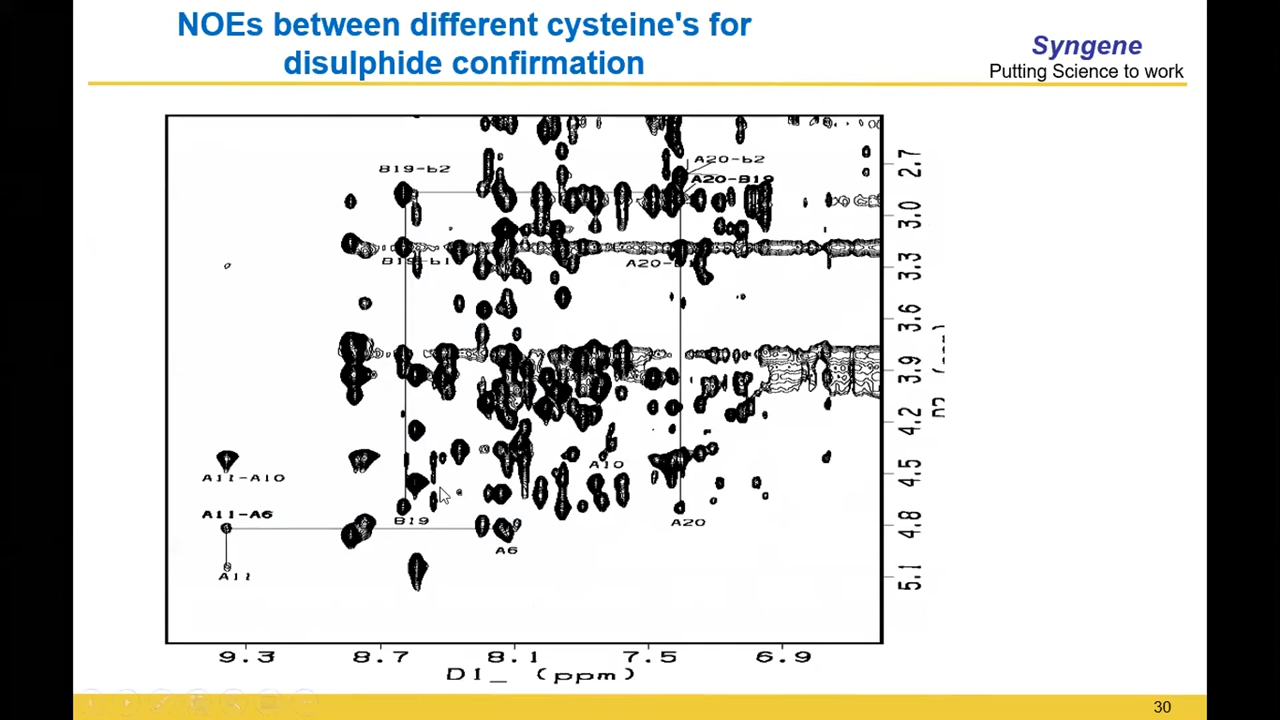 NOEs between different cysteine's for
disulphide confirmation
Syngene
Putting Science to work
B19-b2
A20-b2
A20-B19
B19-b1
A11-A10
A10
A11-A6
B19
A20
A6
A11
2.7
3.0
3.3
3.6
3.9
4.2
4.5
4.8
5.1
9.3 8.7 8.1 7.5 6.9
D1_ (ppm)
30